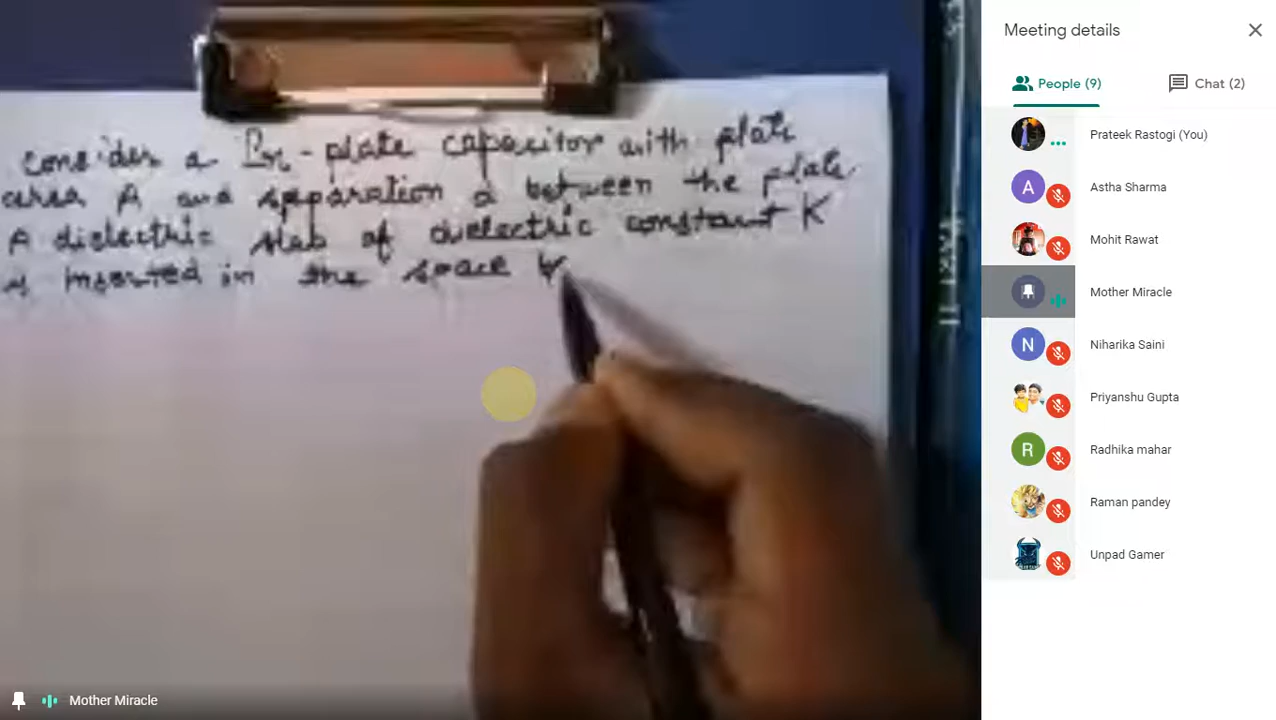 Consider a In-plate capacitor with plate
area A and separation d between the plate
A dielectric slab of dielectric constant K
is inserted in the space
Mother Miracle
Meeting details
People (9)
Chat (2)
Prateek Rastogi (You)
A
Astha Sharma
Mohit Rawat
Mother Miracle
N
Niharika Saini
Priyanshu Gupta
R
Radhika mahar
Raman pandey
Unpad Gamer